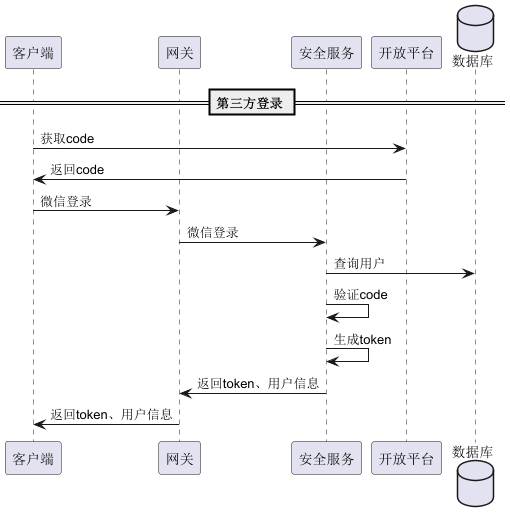 客户端
网关
安全服务
开放平台
数据库
第三方登录
获取code
返回code
微信登录
微信登录
查询用户
验证code
生成token
返回token、用户信息
返回token、用户信息
客户端
网关
安全服务
开放平台
数据库